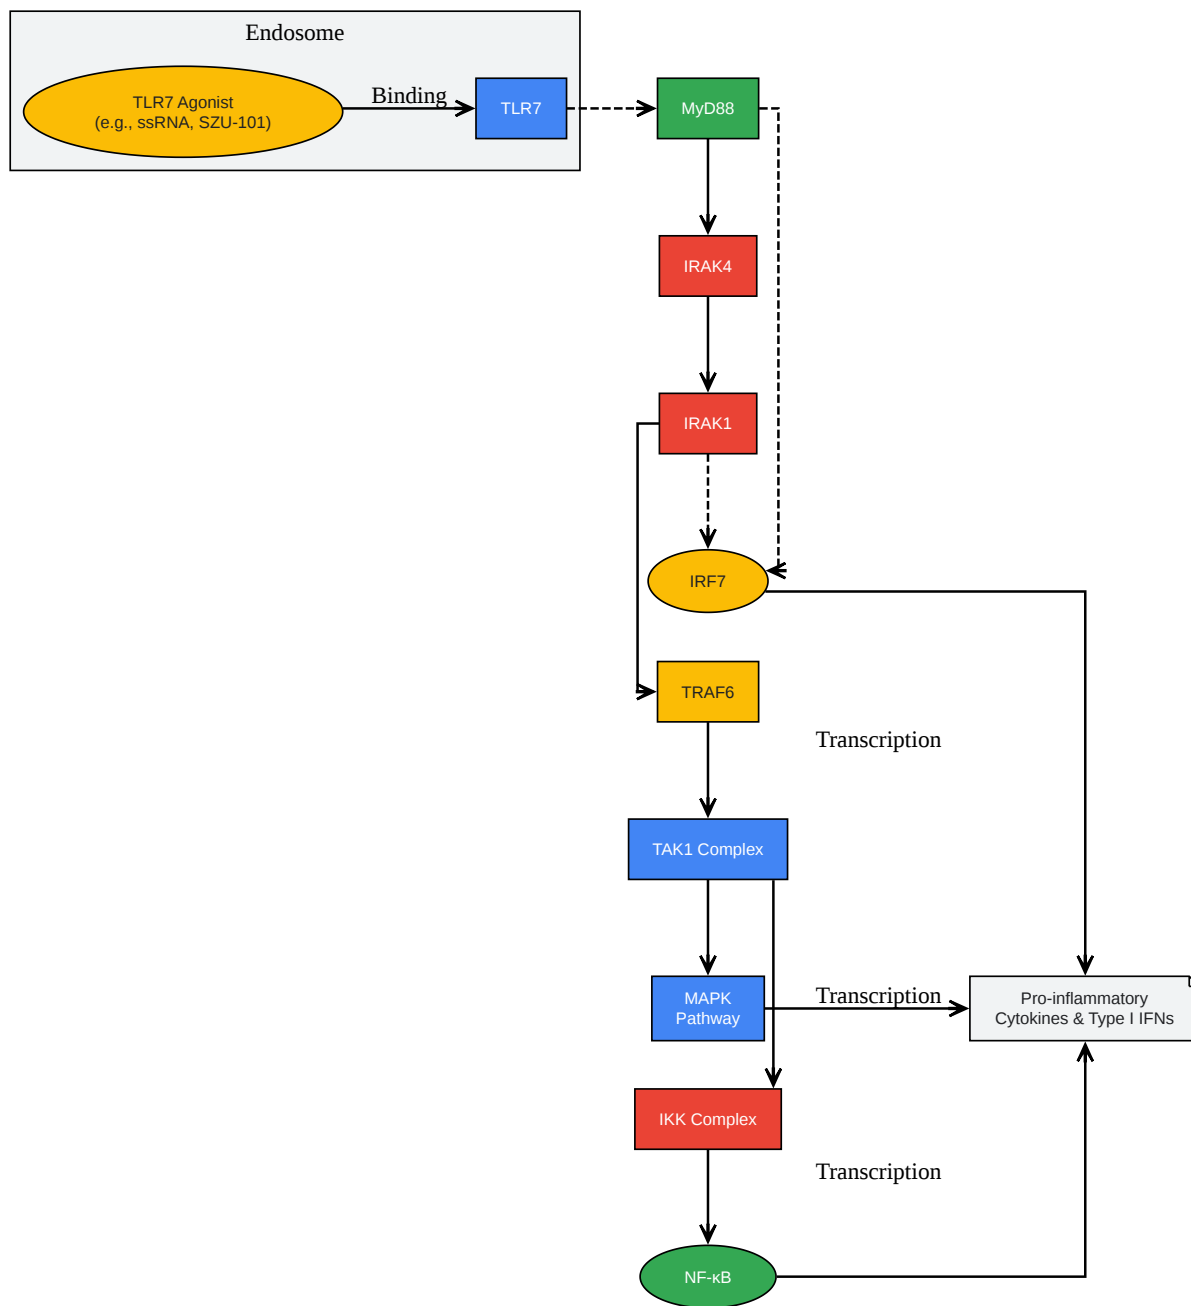 Endosome
TLR7 Agonist
(e.g., ssRNA, SZU-101)
Binding
TLR7
MyD88
IRAK4
IRAK1
IRF7
TRAF6
Transcription
TAK1 Complex
MAPK
Pathway
Transcription
Pro-inflammatory
Cytokines & Type I IFNs
IKK Complex
Transcription
NF-κB